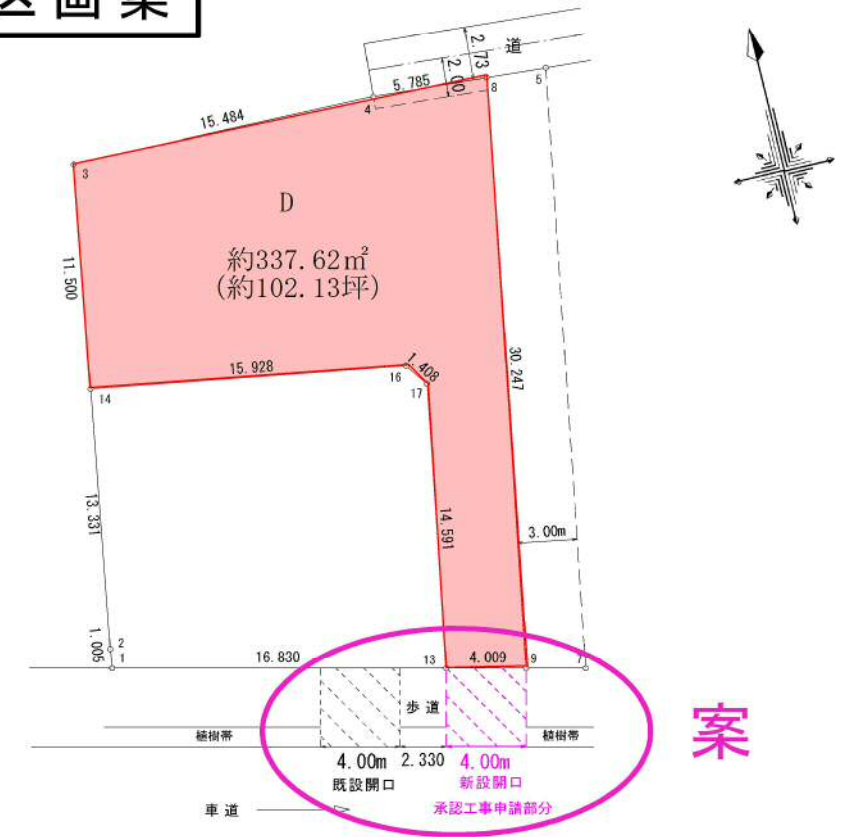 区画案
2.73
道
2.00
5.785
8
5
4
15.484
3
D
約337.62㎡
(約102.13坪)
11.500
30.247
15.928
1.408
16
17
14
13.331
14.591
3.00m
1.005
2
1
16.830
13
4.009
9
7
歩道
植樹帯
植樹帯
案
4.00m
2.330
4.00m
既設開口
新設開口
車道
承認工事申請部分